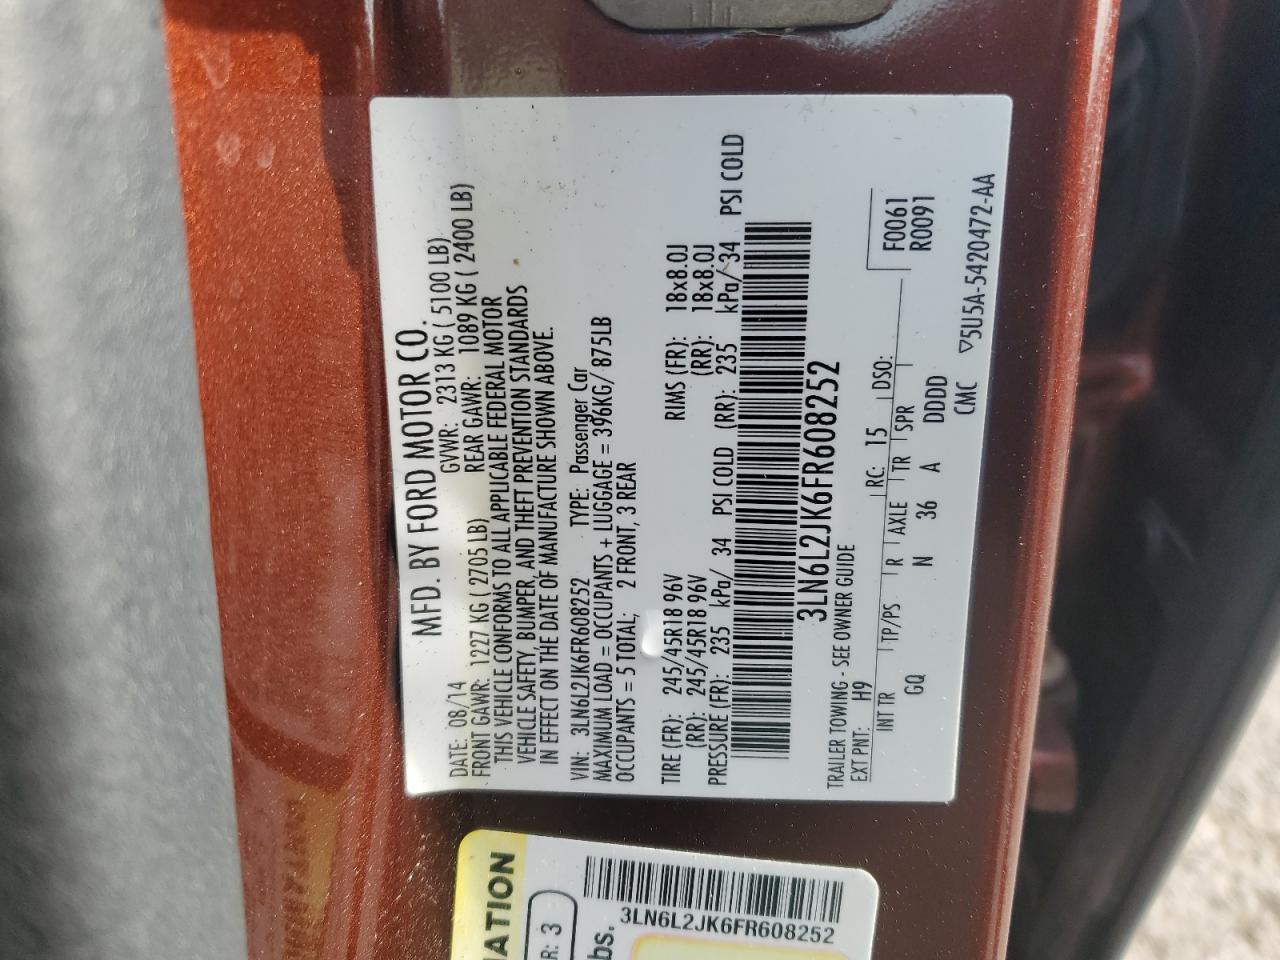 MFD. BY FORD MOTOR CO.
DATE: 08/14 GVWR: 2313 KG ( 5100 LB)
FRONT GAWR: 1227 KG ( 2705 LB) REAR GAWR: 1089 KG ( 2400 LB)
THIS VEHICLE CONFORMS TO ALL APPLICABLE FEDERAL MOTOR
VEHICLE SAFETY, BUMPER, AND THEFT PREVENTION STANDARDS
IN EFFECT ON THE DATE OF MANUFACTURE SHOWN ABOVE.
VIN: 3LN6L2JK6FR608252 TYPE: Passenger Car
MAXIMUM LOAD = OCCUPANTS + LUGGAGE = 396KG/ 875LB
OCCUPANTS = 5 TOTAL; 2 FRONT, 3 REAR
TIRE (FR): 245/45R18 96V RIMS (FR): 18x8.0J
(RR): 245/45R18 96V (RR): 18x8.0J
PRESSURE (FR): 235 kPa/ 34 PSI COLD (RR): 235 kPa/ 34 PSI COLD
3LN6L2JK6FR608252
TRAILER TOWING - SEE OWNER GUIDE
EXT PNT: H9 RC: 15 DSO: F0061
INT TR TP/PS R AXLE TR SPR R0091
GQ N 36 A DDDD
CMC
▽5U5A-5420472-AA
MATION
AR: 3
bs.
3LN6L2JK6FR608252